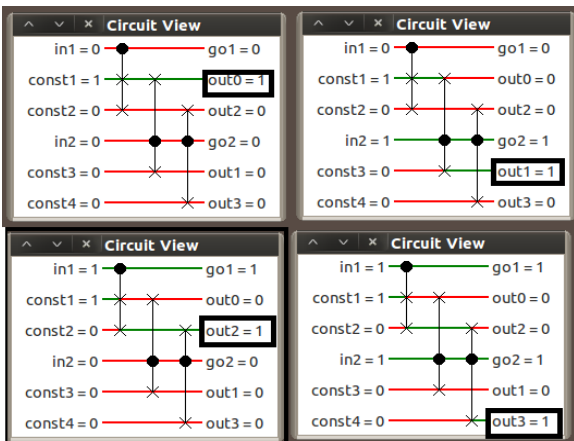 Circuit View
in1 = 0 go1 = 0
const1 = 1 out0 = 1
const2 = 0 out2 = 0
in2 = 0 go2 = 0
const3 = 0 out1 = 0
const4 = 0 out3 = 0
Circuit View
in1 = 0 go1 = 0
const1 = 1 out0 = 0
const2 = 0 out2 = 0
in2 = 1 go2 = 1
const3 = 0 out1 = 1
const4 = 0 out3 = 0
Circuit View
in1 = 1 go1 = 1
const1 = 1 out0 = 0
const2 = 0 out2 = 1
in2 = 0 go2 = 0
const3 = 0 out1 = 0
const4 = 0 out3 = 0
Circuit View
in1 = 1 go1 = 1
const1 = 1 out0 = 0
const2 = 0 out2 = 0
in2 = 1 go2 = 1
const3 = 0 out1 = 0
const4 = 0 out3 = 1